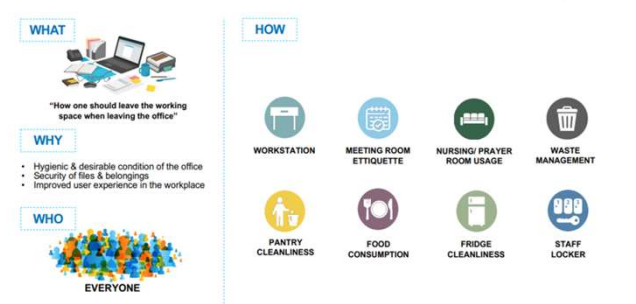 WHAT
“How one should leave the working
space when leaving the office”
WHY
• Hygienic & desirable condition of the office
• Security of files & belongings
• Improved user experience in the workplace
WHO
EVERYONE
HOW
WORKSTATION
MEETING ROOM
ETTIQUETTE
NURSING/ PRAYER
ROOM USAGE
WASTE
MANAGEMENT
PANTRY
CLEANLINESS
FOOD
CONSUMPTION
FRIDGE
CLEANLINESS
STAFF
LOCKER